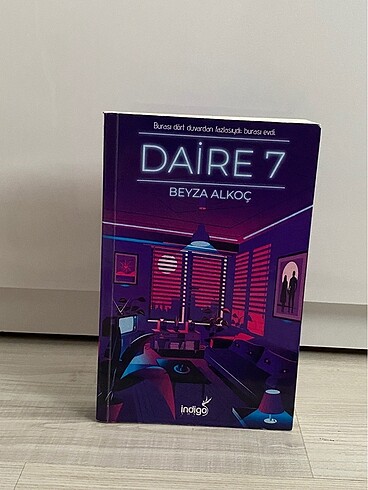 Burası dört duvardan fazlasıydı: burası evdi.
DAİRE 7
BEYZA ALKOÇ
indigo